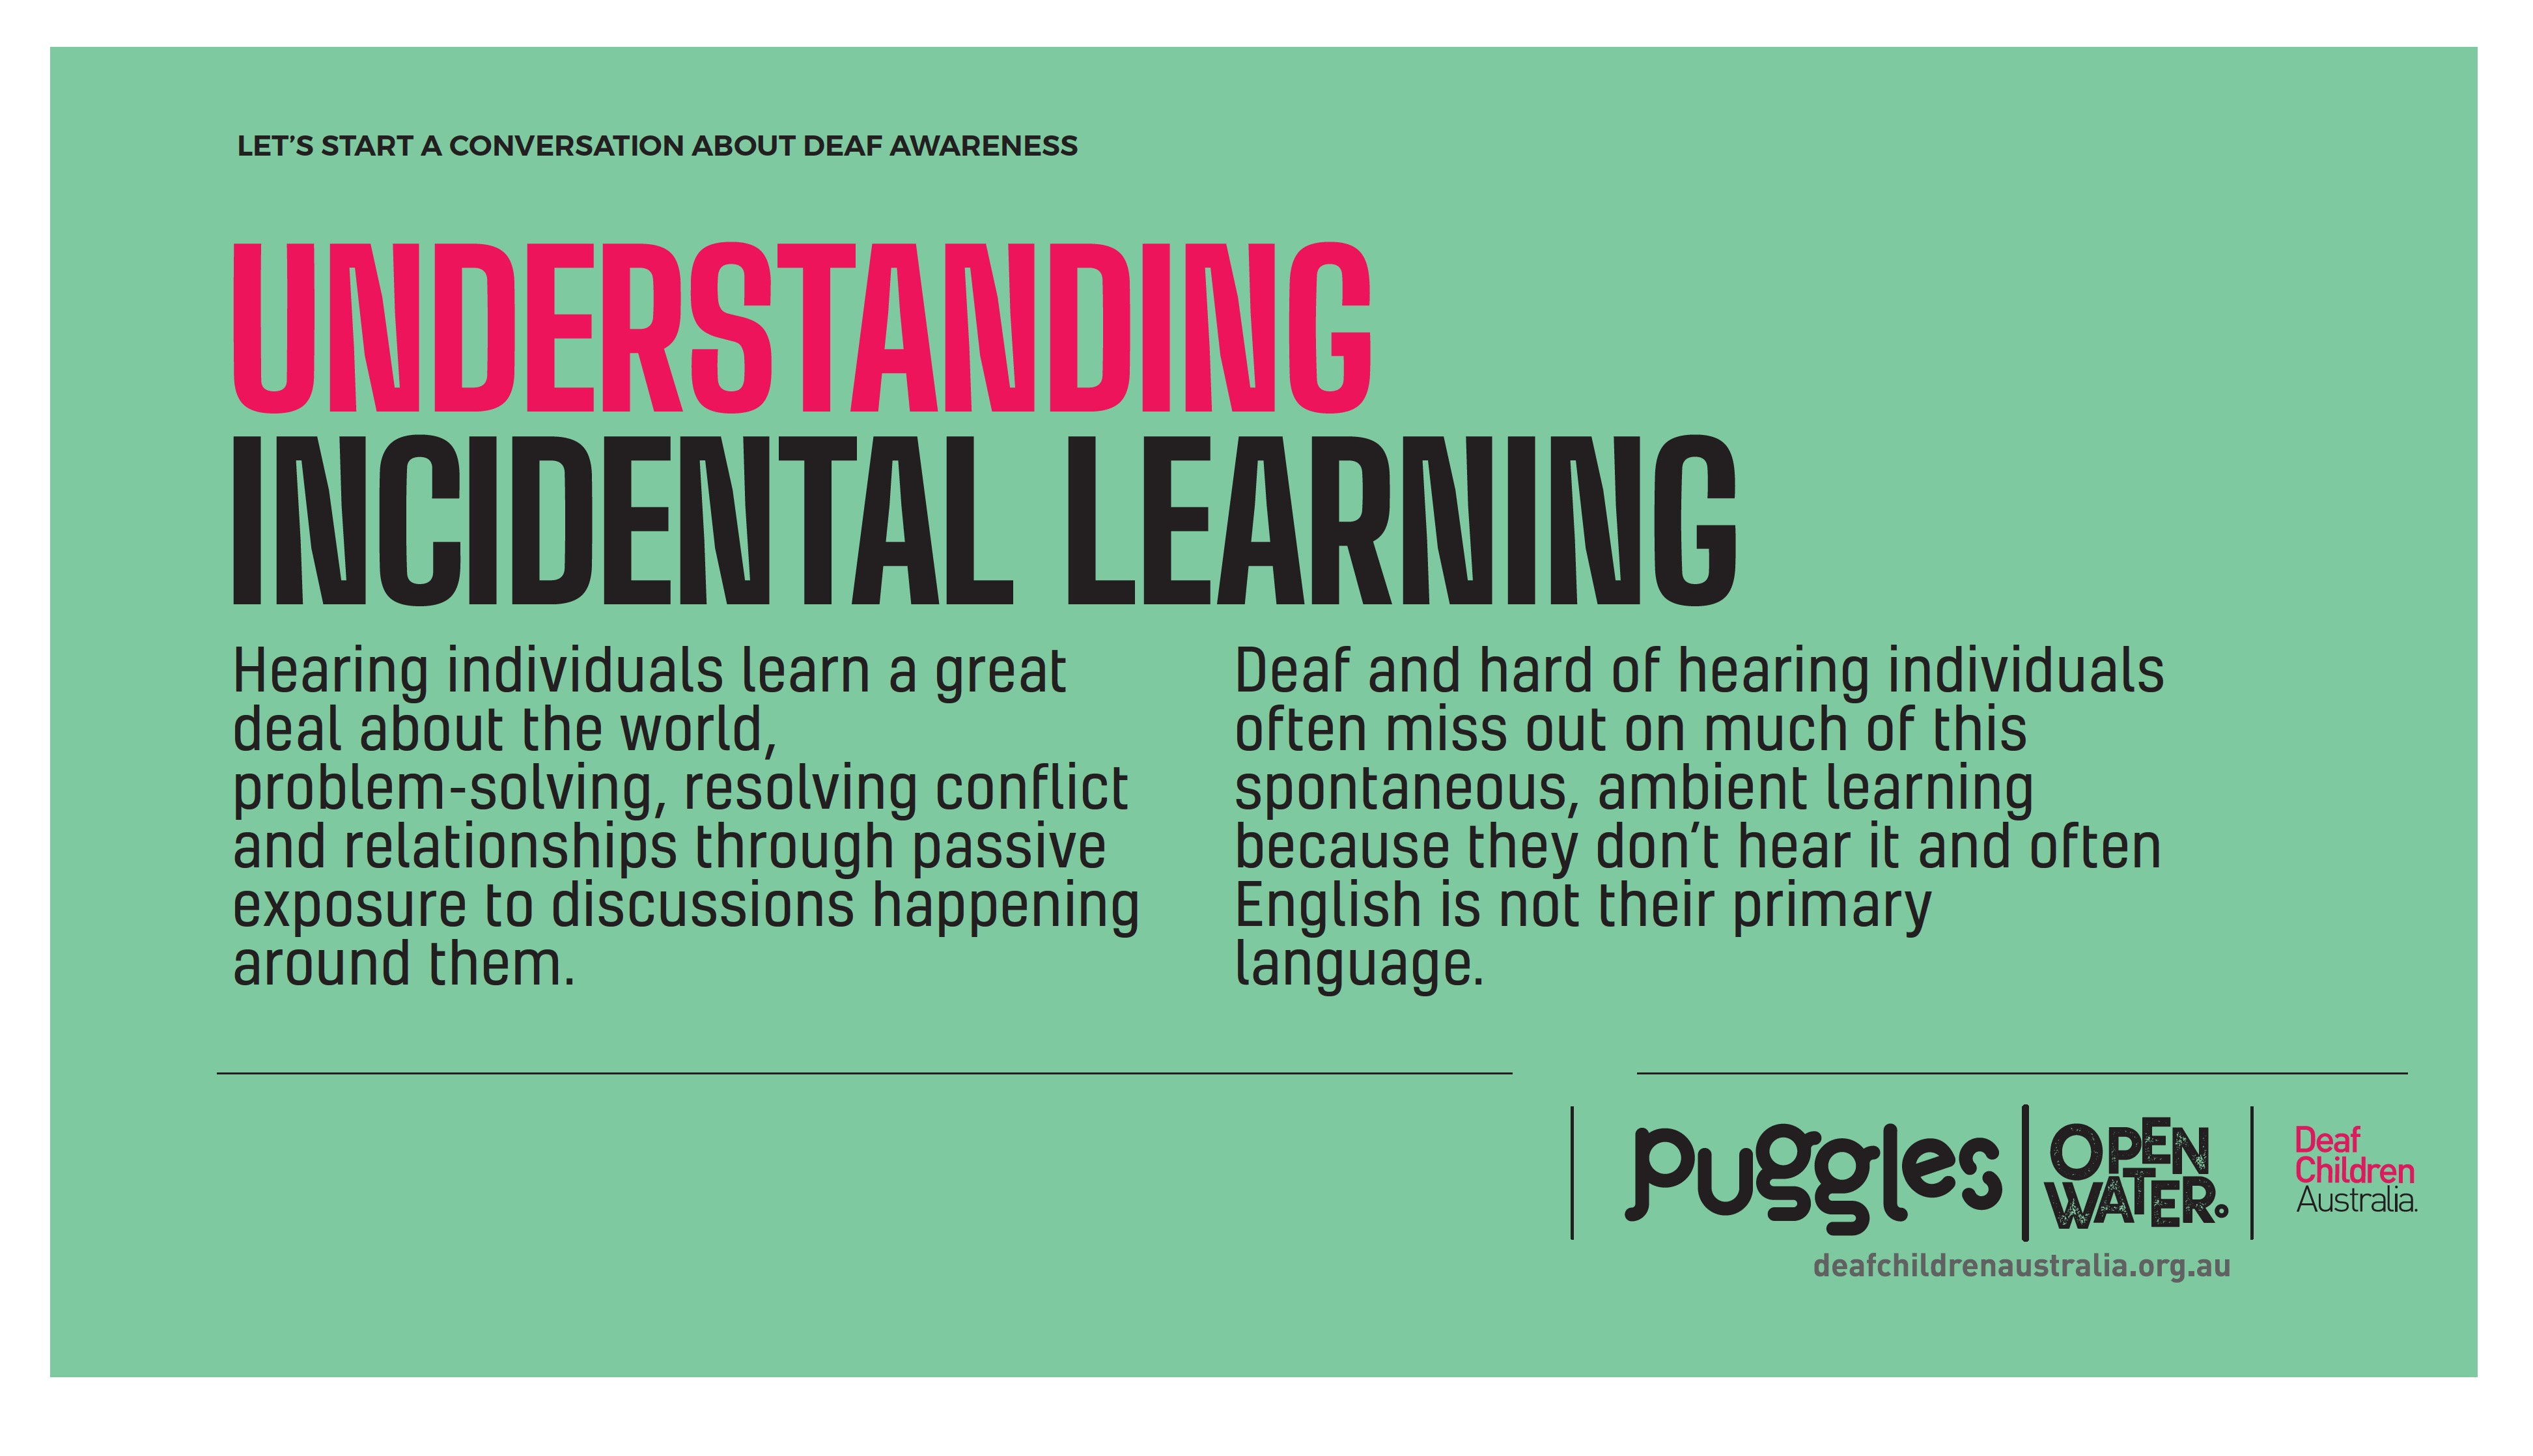 LET’S START A CONVERSATION ABOUT DEAF AWARENESS
UNDERSTANDING
INCIDENTAL LEARNING
Hearing individuals learn a great
deal about the world,
problem-solving, resolving conflict
and relationships through passive
exposure to discussions happening
around them.
Deaf and hard of hearing individuals
often miss out on much of this
spontaneous, ambient learning
because they don’t hear it and often
English is not their primary
language.
puggles
OPEN
WATER
Deaf
Children
Australia.
deafchildrenaustralia.org.au